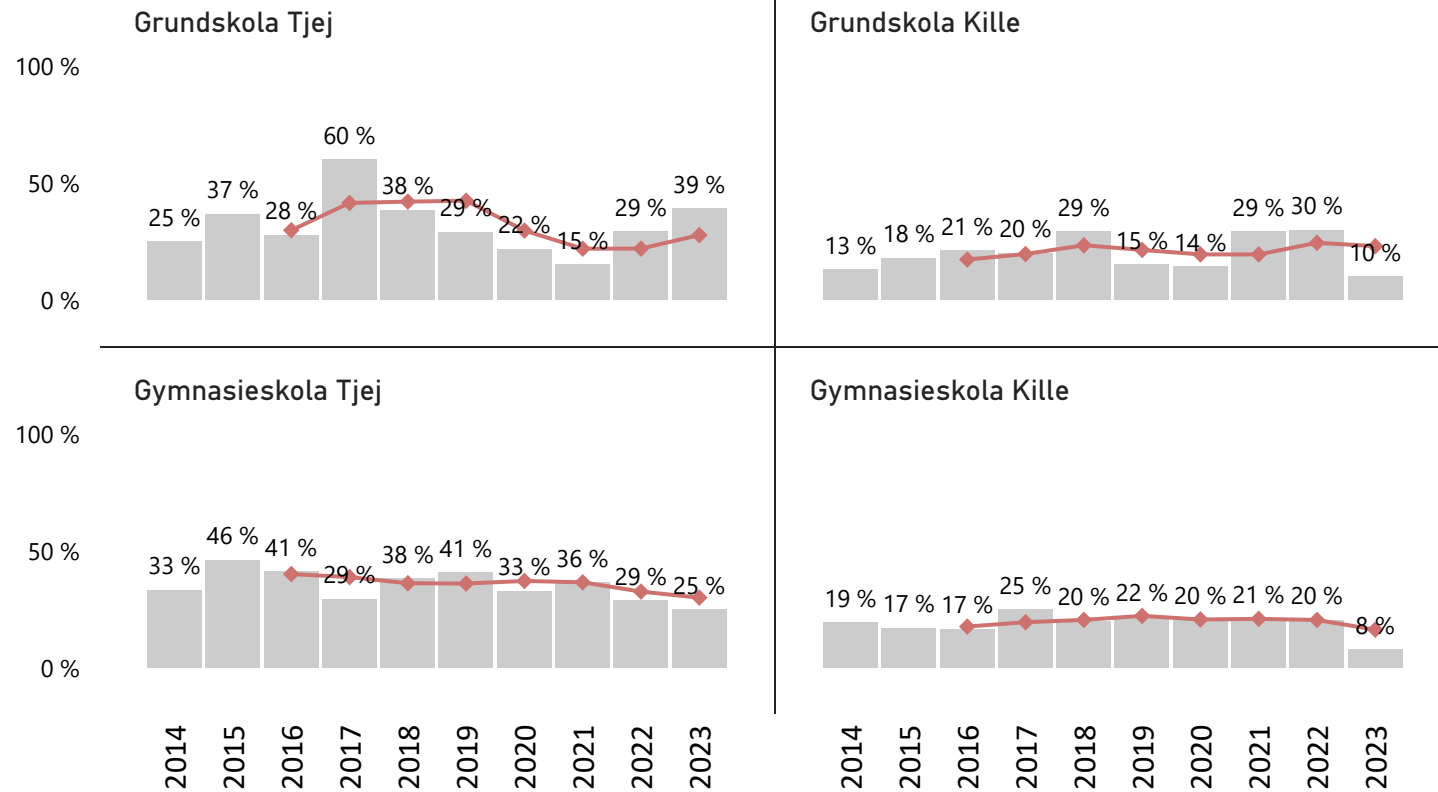 Grundskola Tjej
Grundskola Kille
100 %
50 %
0 %
25 % 37 % 28 % 60 % 38 % 29 % 22 % 15 % 29 % 39 %
13 % 18 % 21 % 20 % 29 % 15 % 14 % 29 % 30 % 10 %
Gymnasieskola Tjej
Gymnasieskola Kille
100 %
50 %
0 %
33 % 46 % 41 % 29 % 38 % 41 % 33 % 36 % 29 % 25 %
19 % 17 % 17 % 25 % 20 % 22 % 20 % 21 % 20 % 8 %
2014 2015 2016 2017 2018 2019 2020 2021 2022 2023
2014 2015 2016 2017 2018 2019 2020 2021 2022 2023